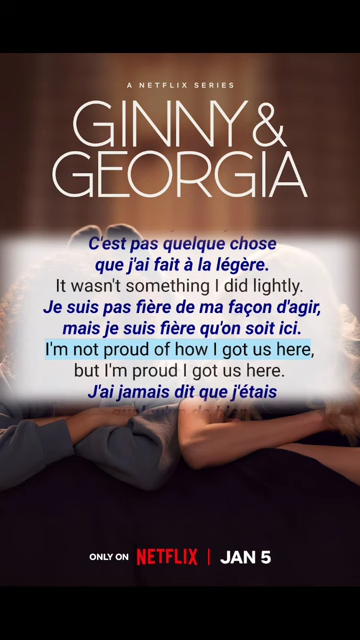 A NETFLIX SERIES
GINNY &
GEORGIA
C'est pas quelque chose
que j'ai fait à la légère.
It wasn't something I did lightly.
Je suis pas fière de ma façon d'agir,
mais je suis fière qu'on soit ici.
I'm not proud of how I got us here,
but I'm proud I got us here.
J'ai jamais dit que j'étais
ONLY ON NETFLIX | JAN 5